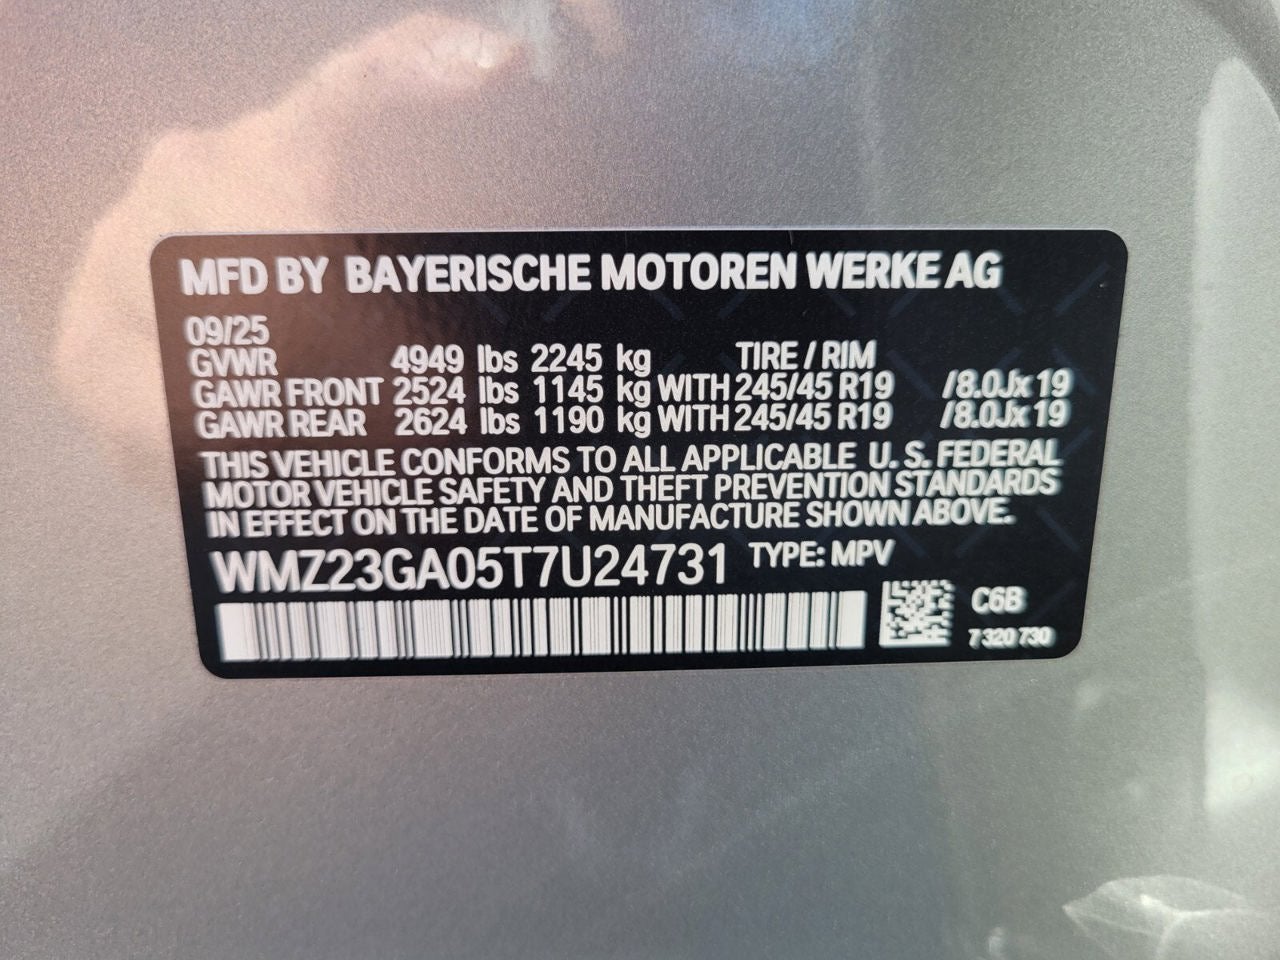 MFD BY BAYERISCHE MOTOREN WERKE AG
09/25
GVWR 4949 lbs 2245 kg TIRE / RIM
GAWR FRONT 2524 lbs 1145 kg WITH 245/45 R19 /8.0Jx19
GAWR REAR 2624 lbs 1190 kg WITH 245/45 R19 /8.0Jx19
THIS VEHICLE CONFORMS TO ALL APPLICABLE U. S. FEDERAL
MOTOR VEHICLE SAFETY AND THEFT PREVENTION STANDARDS
IN EFFECT ON THE DATE OF MANUFACTURE SHOWN ABOVE.
WMZ23GA05T7U24731 TYPE: MPV
C6B
7 320 730